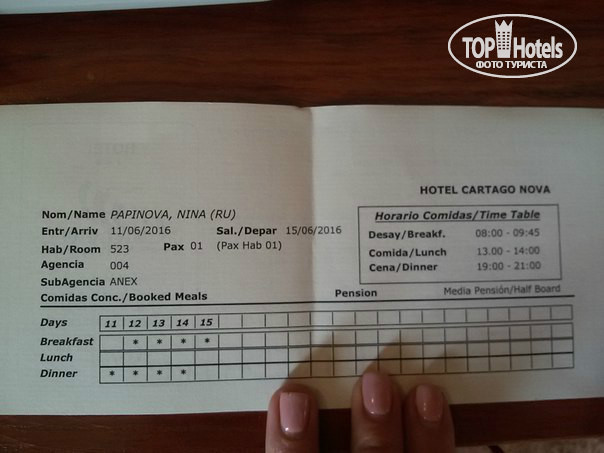 TOP Hotels
ФОТО ТУРИСТА
HOTEL CARTAGO NOVA
Nom/Name PAPINOVA, NINA (RU)
Entr/Arriv 11/06/2016 Sal./Depar 15/06/2016
Hab/Room 523 Pax 01 (Pax Hab 01)
Agencia 004
SubAgencia ANEX
Horario Comidas/Time Table
Desay/Breakf. 08:00 - 09:45
Comida/Lunch 13.00 - 14:00
Cena/Dinner 19:00 - 21:00
Comidas Conc./Booked Meals Pension Media Pensión/Half Board
Days 11 12 13 14 15
Breakfast * * * *
Lunch
Dinner * * * *